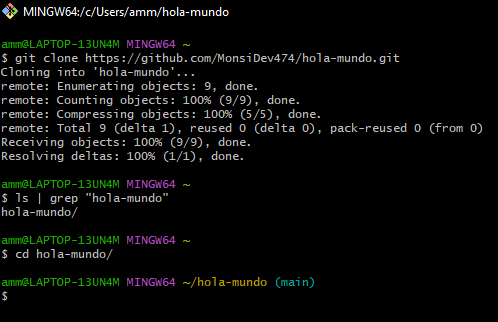 MINGW64:/c/Users/amm/hola-mundo
amm@LAPTOP-13UN4M MINGW64 ~
$ git clone https://github.com/MonsiDev474/hola-mundo.git
Cloning into 'hola-mundo'...
remote: Enumerating objects: 9, done.
remote: Counting objects: 100% (9/9), done.
remote: Compressing objects: 100% (5/5), done.
remote: Total 9 (delta 1), reused 0 (delta 0), pack-reused 0 (from 0)
Receiving objects: 100% (9/9), done.
Resolving deltas: 100% (1/1), done.
amm@LAPTOP-13UN4M MINGW64 ~
$ ls | grep "hola-mundo"
hola-mundo/
amm@LAPTOP-13UN4M MINGW64 ~
$ cd hola-mundo/
amm@LAPTOP-13UN4M MINGW64 ~/hola-mundo (main)
$